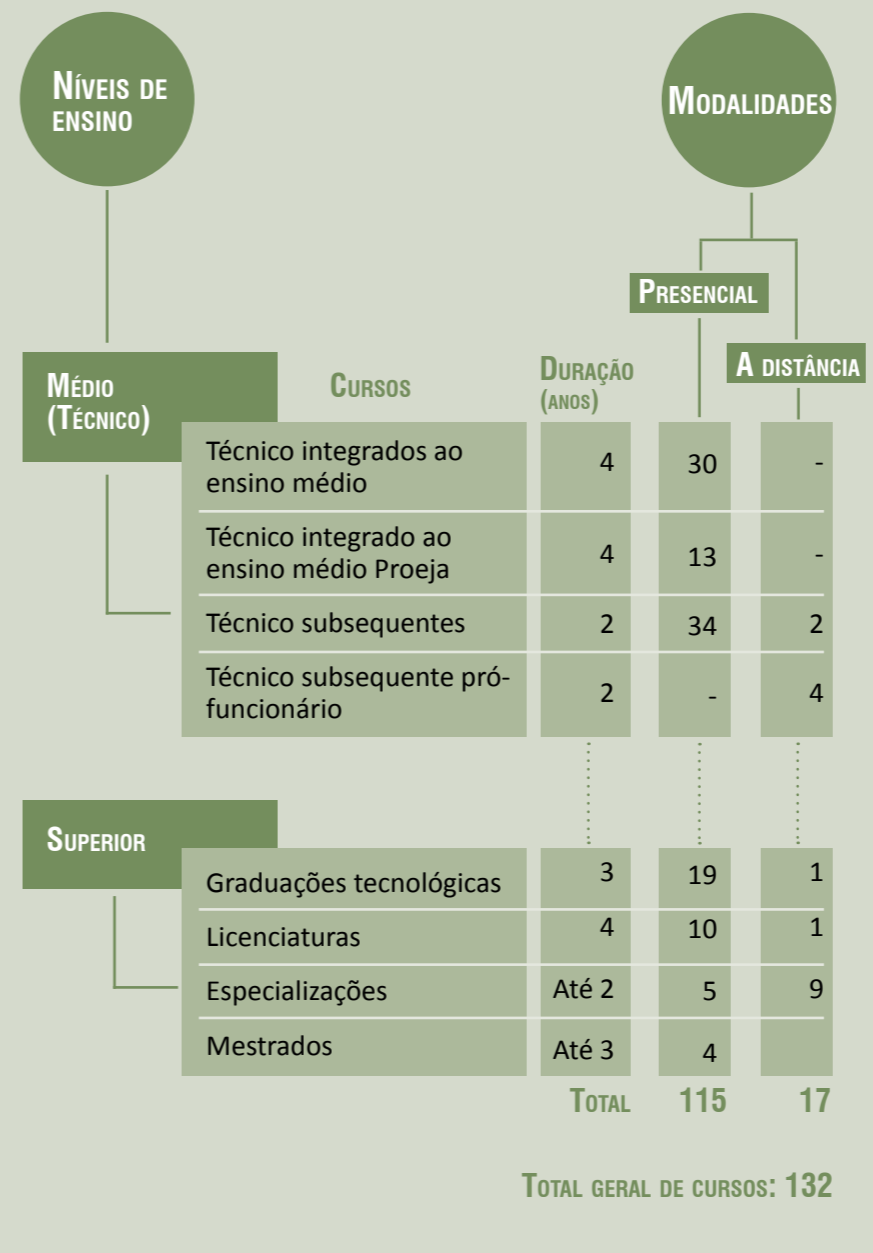 Níveis de
ensino
Modalidades
Presencial
A distância
Médio
(Técnico)
Cursos
Duração
(anos)
Técnico integrados ao
ensino médio
4
30
-
Técnico integrado ao
ensino médio Proeja
4
13
-
Técnico subsequentes
2
34
2
Técnico subsequente pró-
funcionário
2
-
4
Superior
Graduações tecnológicas
3
19
1
Licenciaturas
4
10
1
Especializações
Até 2
5
9
Mestrados
Até 3
4
Total
115
17
Total geral de cursos: 132